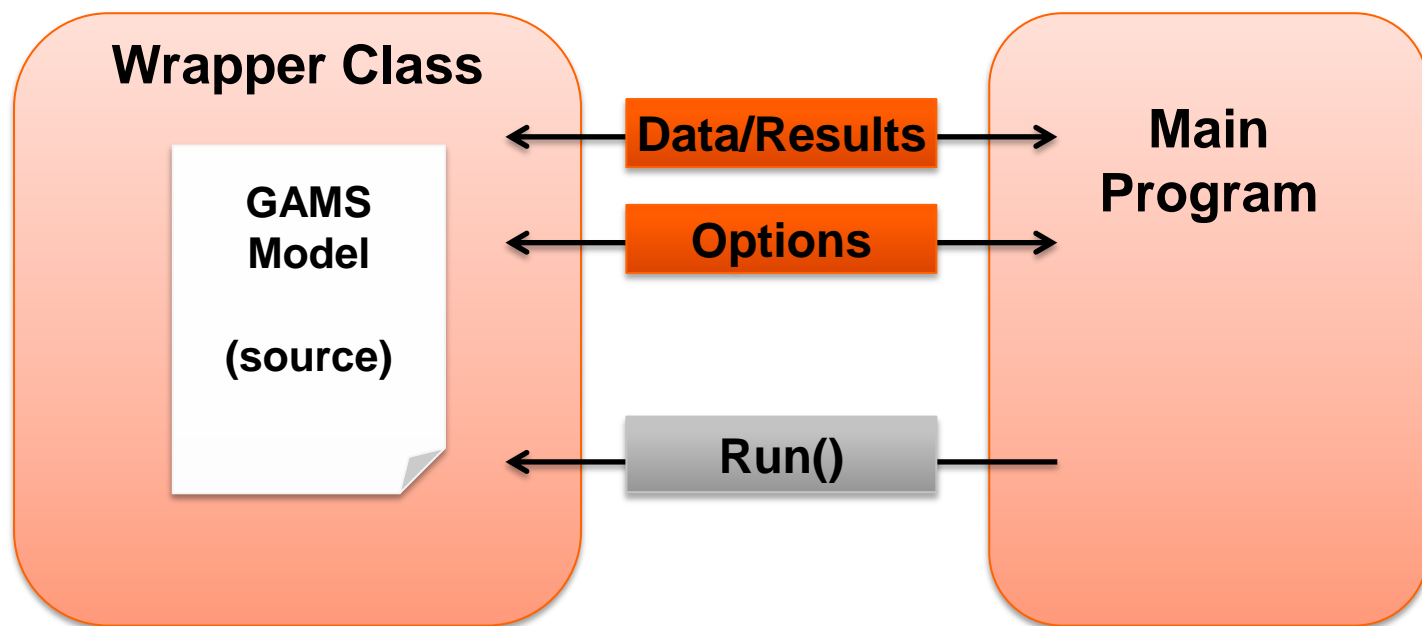 Wrapper Class
GAMS
Model
(source)
Data/Results
Options
Run()
Main
Program